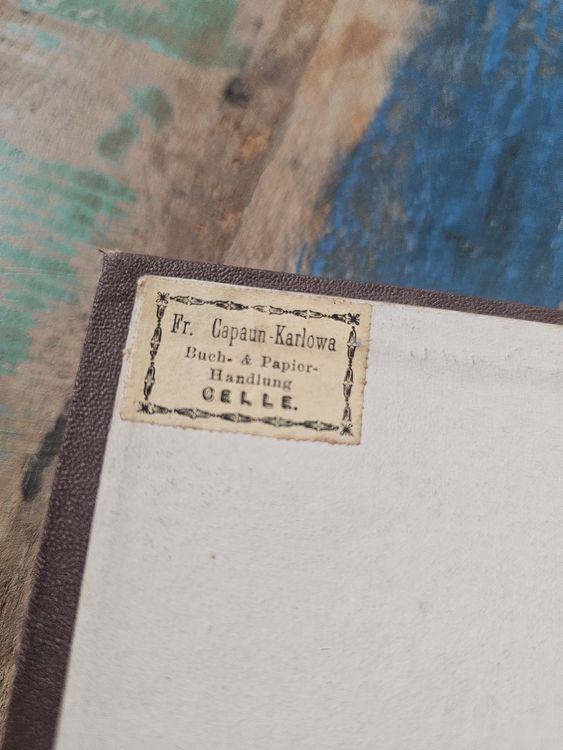 Fr. Capaun-Karlowa
Buch- & Papier-
Handlung
CELLE.